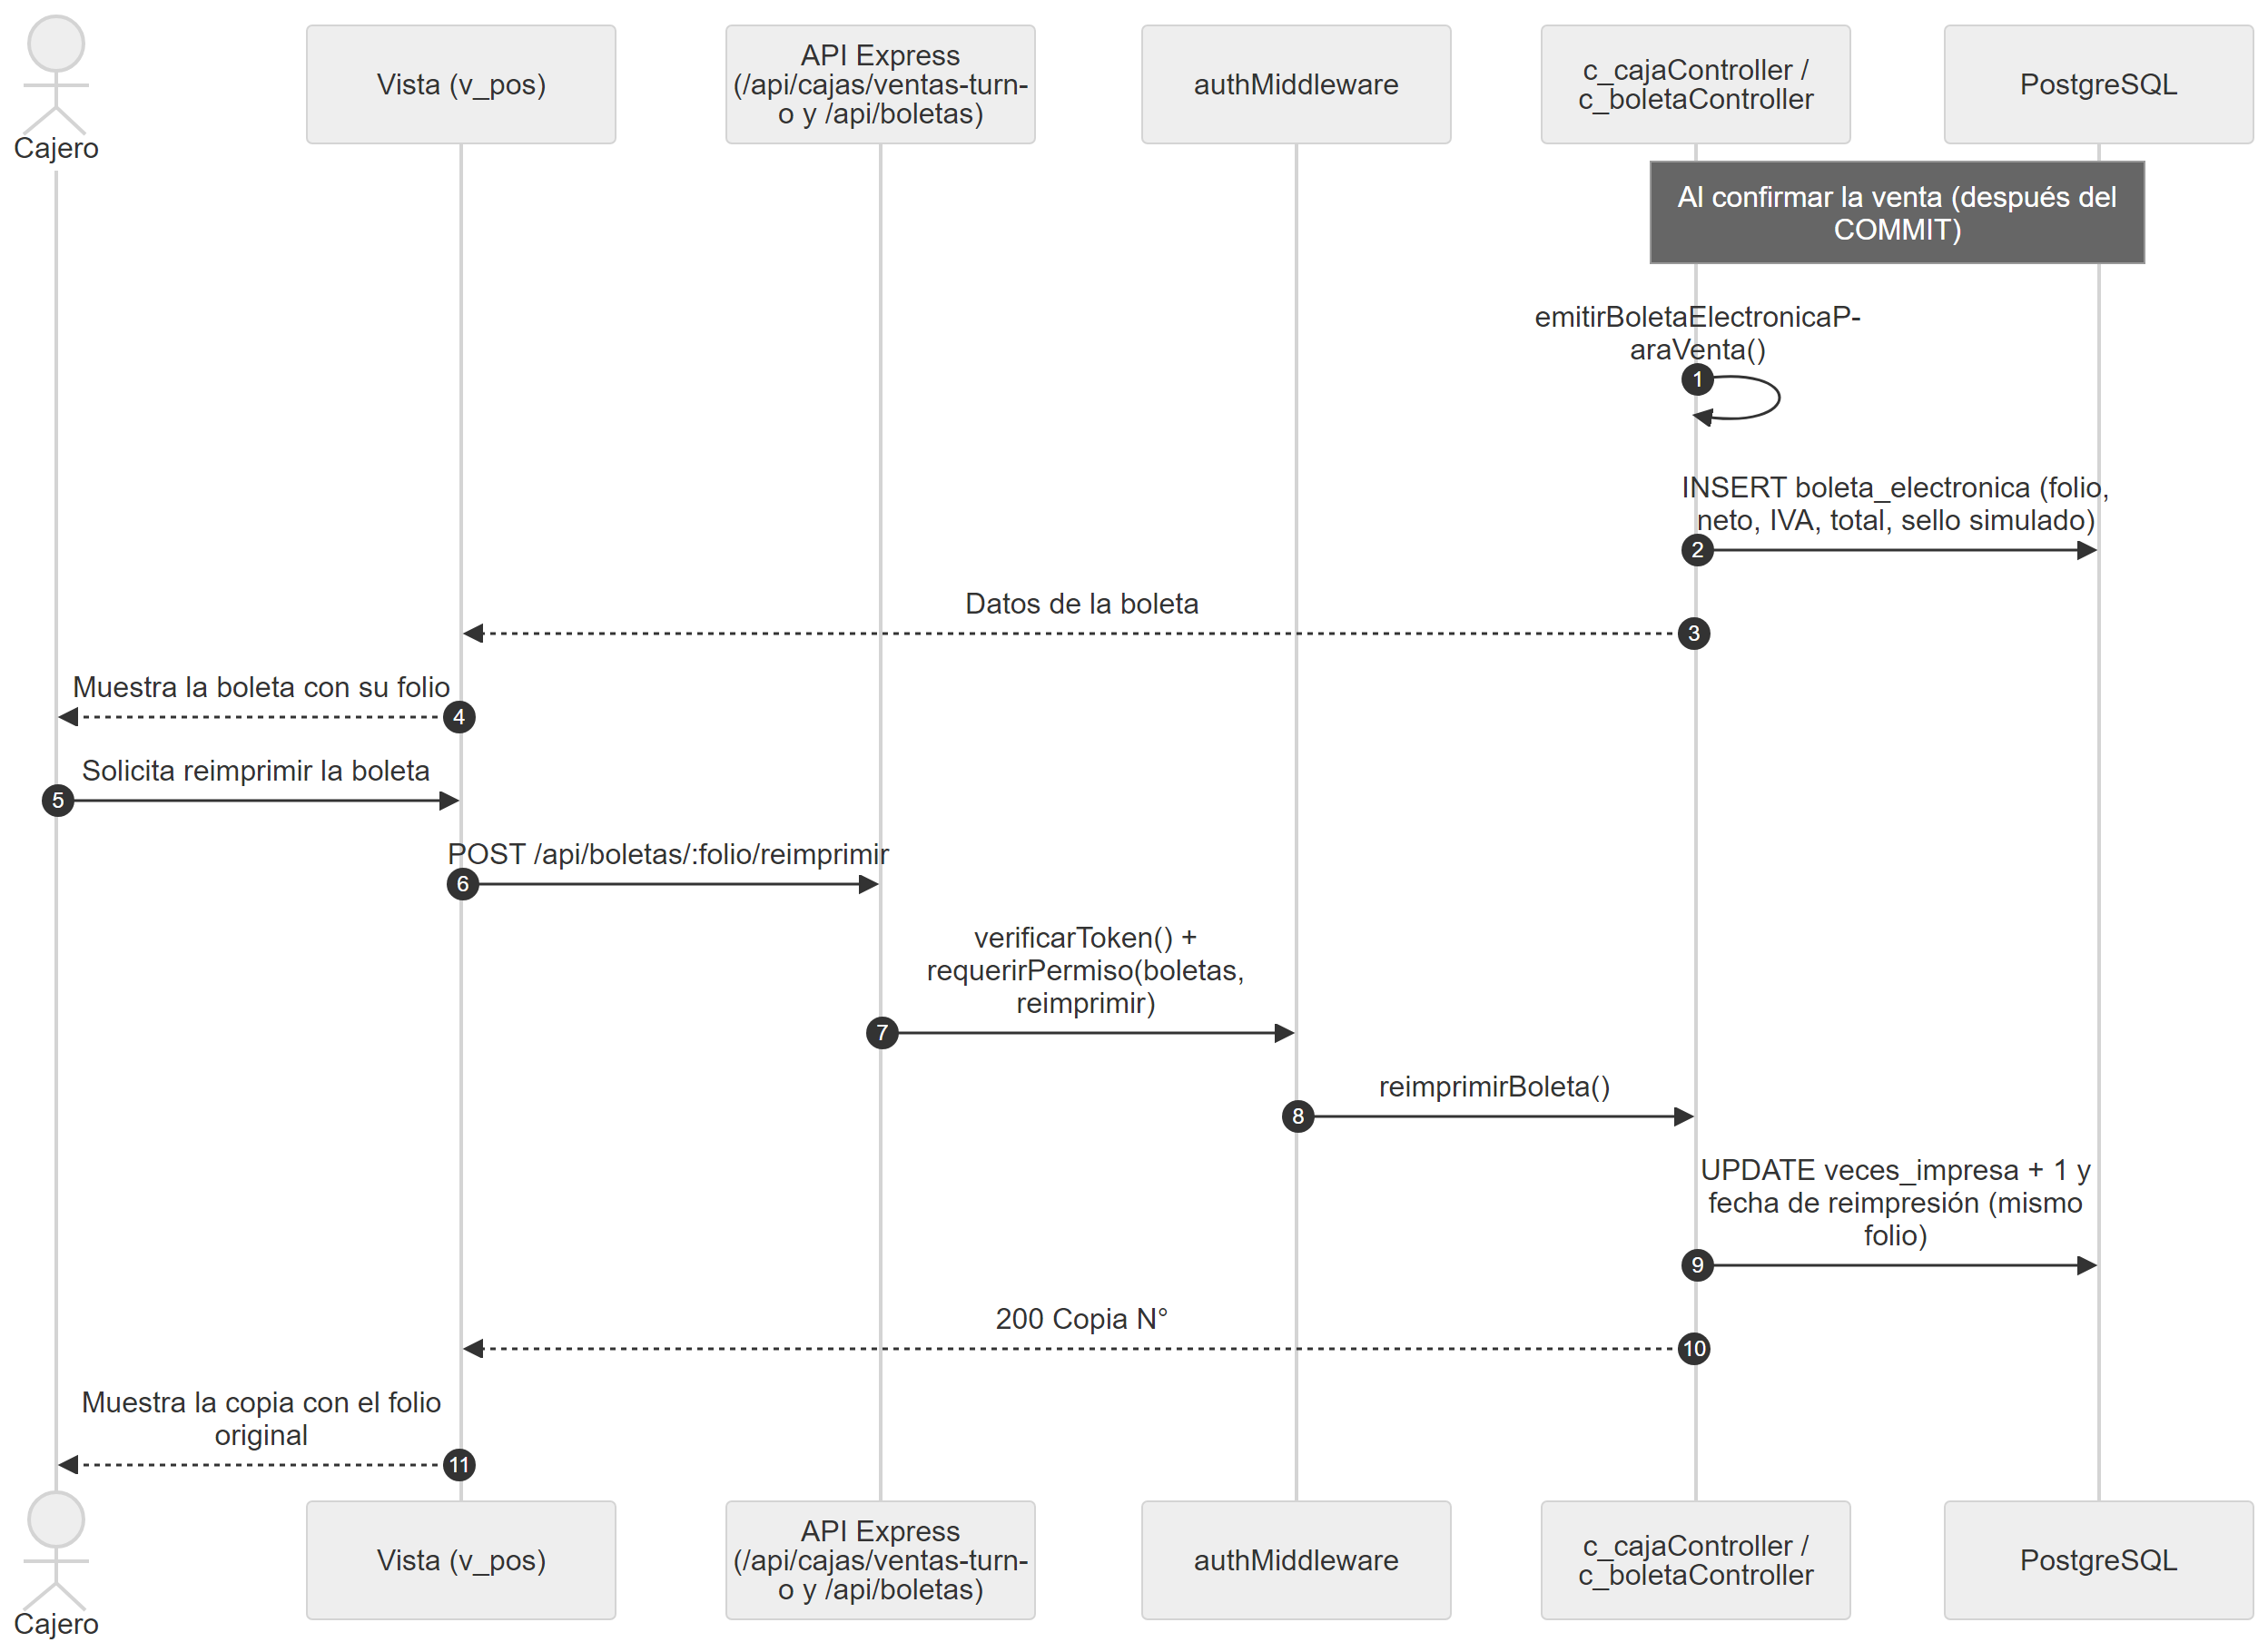 Cajero
Vista (v_pos)
API Express
(/api/cajas/ventas-turn-
o y /api/boletas)
authMiddleware
c_cajaController /
c_boletaController
PostgreSQL
Al confirmar la venta (después del
COMMIT)
emitirBoletaElectronicaP-
araVenta()
1
INSERT boleta_electronica (folio,
neto, IVA, total, sello simulado)
2
Datos de la boleta
3
Muestra la boleta con su folio
4
Solicita reimprimir la boleta
5
POST /api/boletas/:folio/reimprimir
6
verificarToken() +
requerirPermiso(boletas,
reimprimir)
7
reimprimirBoleta()
8
UPDATE veces_impresa + 1 y
fecha de reimpresión (mismo
folio)
9
200 Copia N°
10
Muestra la copia con el folio
original
11
Cajero
Vista (v_pos)
API Express
(/api/cajas/ventas-turn-
o y /api/boletas)
authMiddleware
c_cajaController /
c_boletaController
PostgreSQL